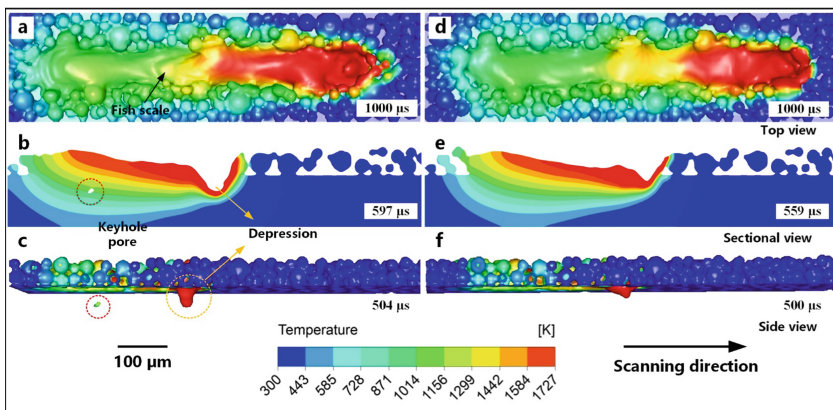 a
d
Fish scale
1000 µs
1000 µs
Top view
b
e
Keyhole
pore
597 µs
559 µs
Depression
Sectional view
c
f
504 µs
500 µs
Side view
100 µm
Temperature [K]
300 443 585 728 871 1014 1156 1299 1442 1584 1727
Scanning direction